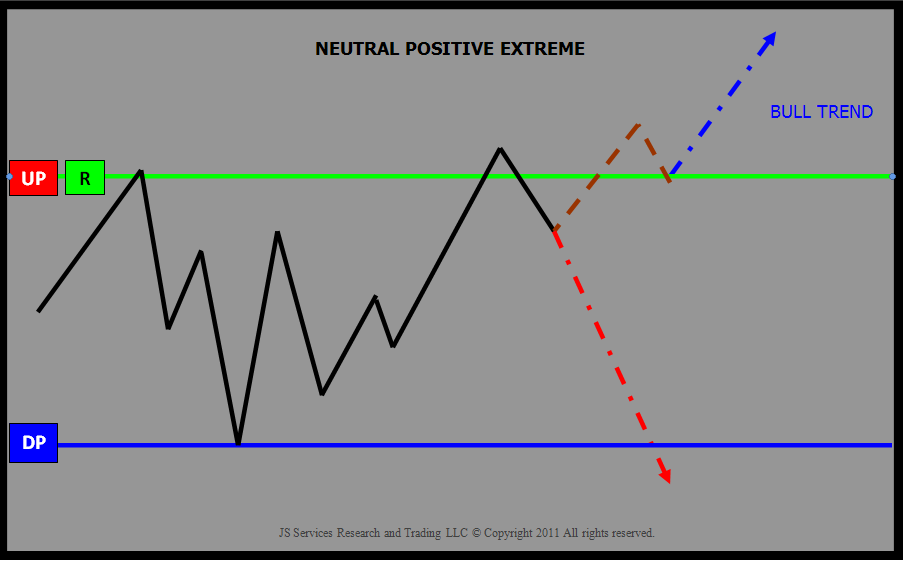 NEUTRAL POSITIVE EXTREME
BULL TREND
UP R
DP
JS Services Research and Trading LLC © Copyright 2011 All rights reserved.